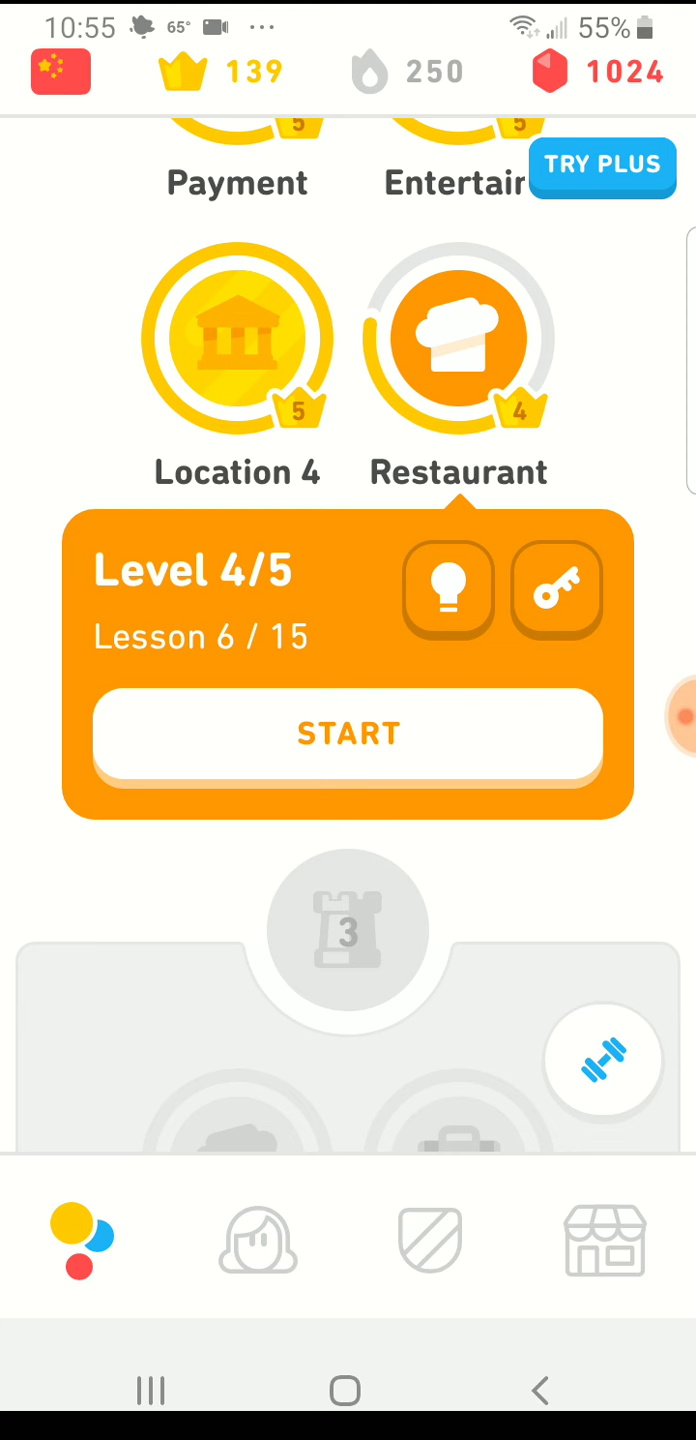 10:55 65° ... 55%
139 250 1024
5 5
Payment Entertain
TRY PLUS
5 4
Location 4 Restaurant
Level 4/5
Lesson 6 / 15
START
3